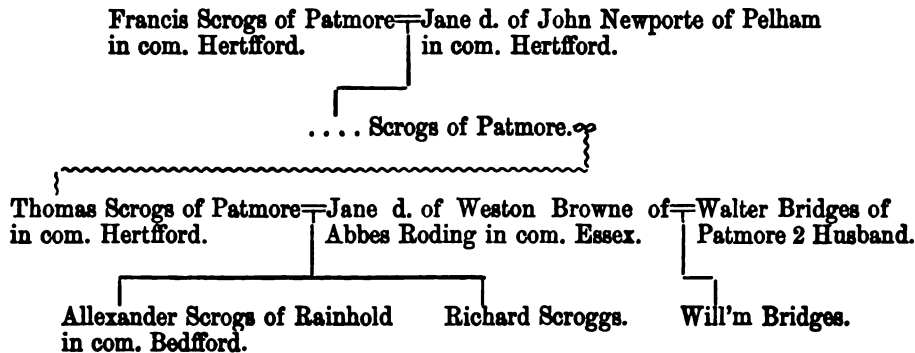 Francis Scrogs of Patmore=Jane d. of John Newporte of Pelham
in com. Hertfford. in com. Hertfford.
.... Scrogs of Patmore.
Thomas Scrogs of Patmore=Jane d. of Weston Browne of=Walter Bridges of
in com. Hertfford. Abbes Roding in com. Essex. Patmore 2 Husband.
Allexander Scrogs of Rainhold Richard Scroggs. Will'm Bridges.
in com. Bedfford.